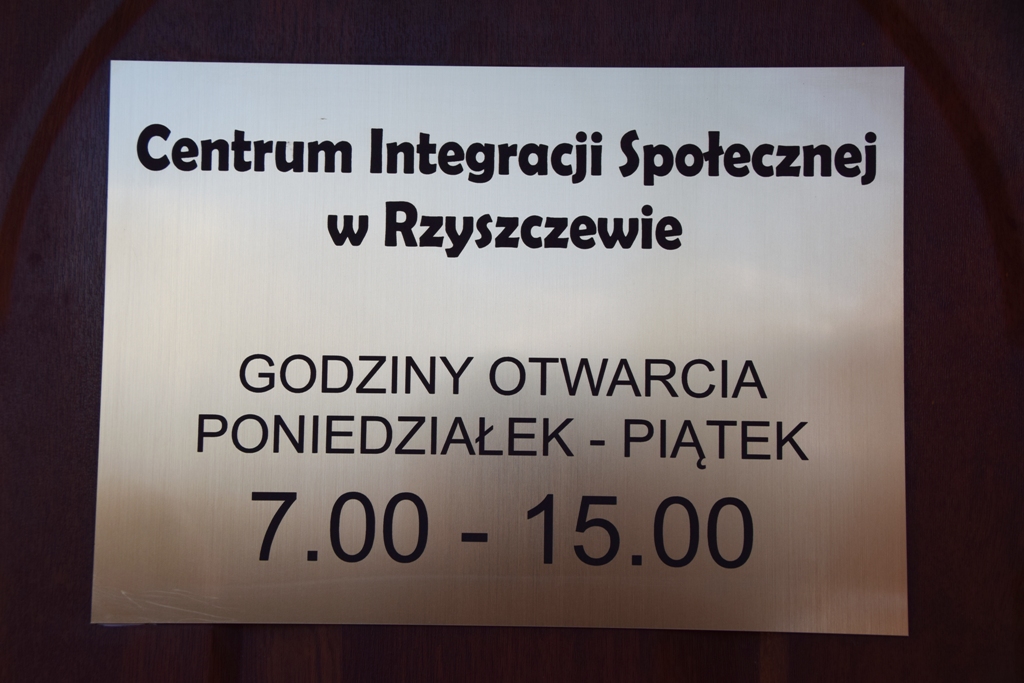 Centrum Integracji Społecznej
w Rzyszczewie
GODZINY OTWARCIA
PONIEDZIAŁEK - PIĄTEK
7.00 - 15.00